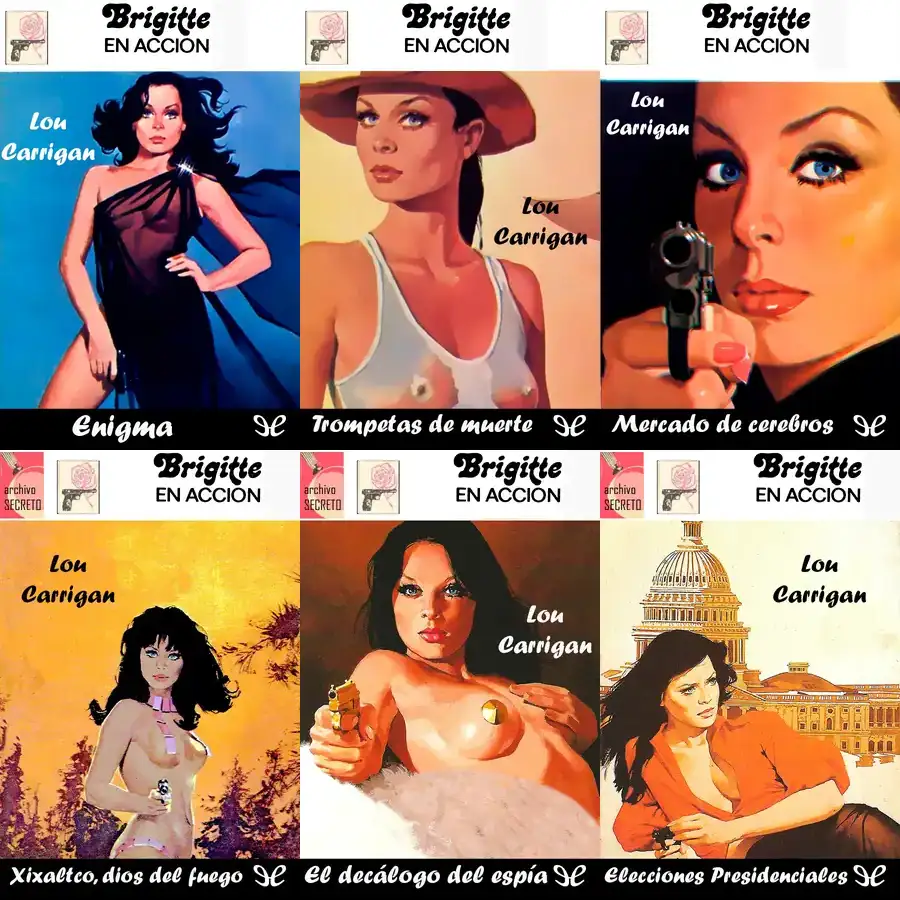 Brigitte
EN ACCION
Lou
Carrigan
Enigma
Brigitte
EN ACCION
Lou
Carrigan
Trompetas de muerte
Brigitte
EN ACCION
Lou
Carrigan
Mercado de cerebros
archivo
SECRETO
Brigitte
EN ACCION
Lou
Carrigan
Xixaltco, dios del fuego
archivo
SECRETO
Brigitte
EN ACCION
Lou
Carrigan
El decálogo del espía
archivo
SECRETO
Brigitte
EN ACCION
Lou
Carrigan
Elecciones Presidenciales